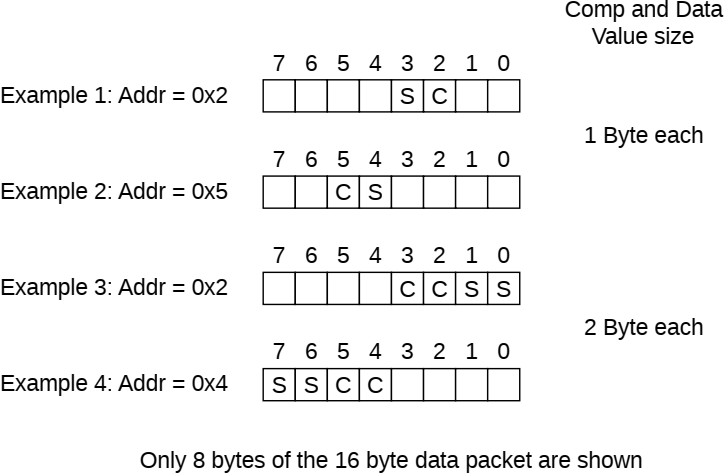 Comp and Data
Value size
7 6 5 4 3 2 1 0
Example 1: Addr = 0x2 S C
1 Byte each
7 6 5 4 3 2 1 0
Example 2: Addr = 0x5 C S
7 6 5 4 3 2 1 0
Example 3: Addr = 0x2 C C S S
2 Byte each
7 6 5 4 3 2 1 0
Example 4: Addr = 0x4 S S C C
Only 8 bytes of the 16 byte data packet are shown